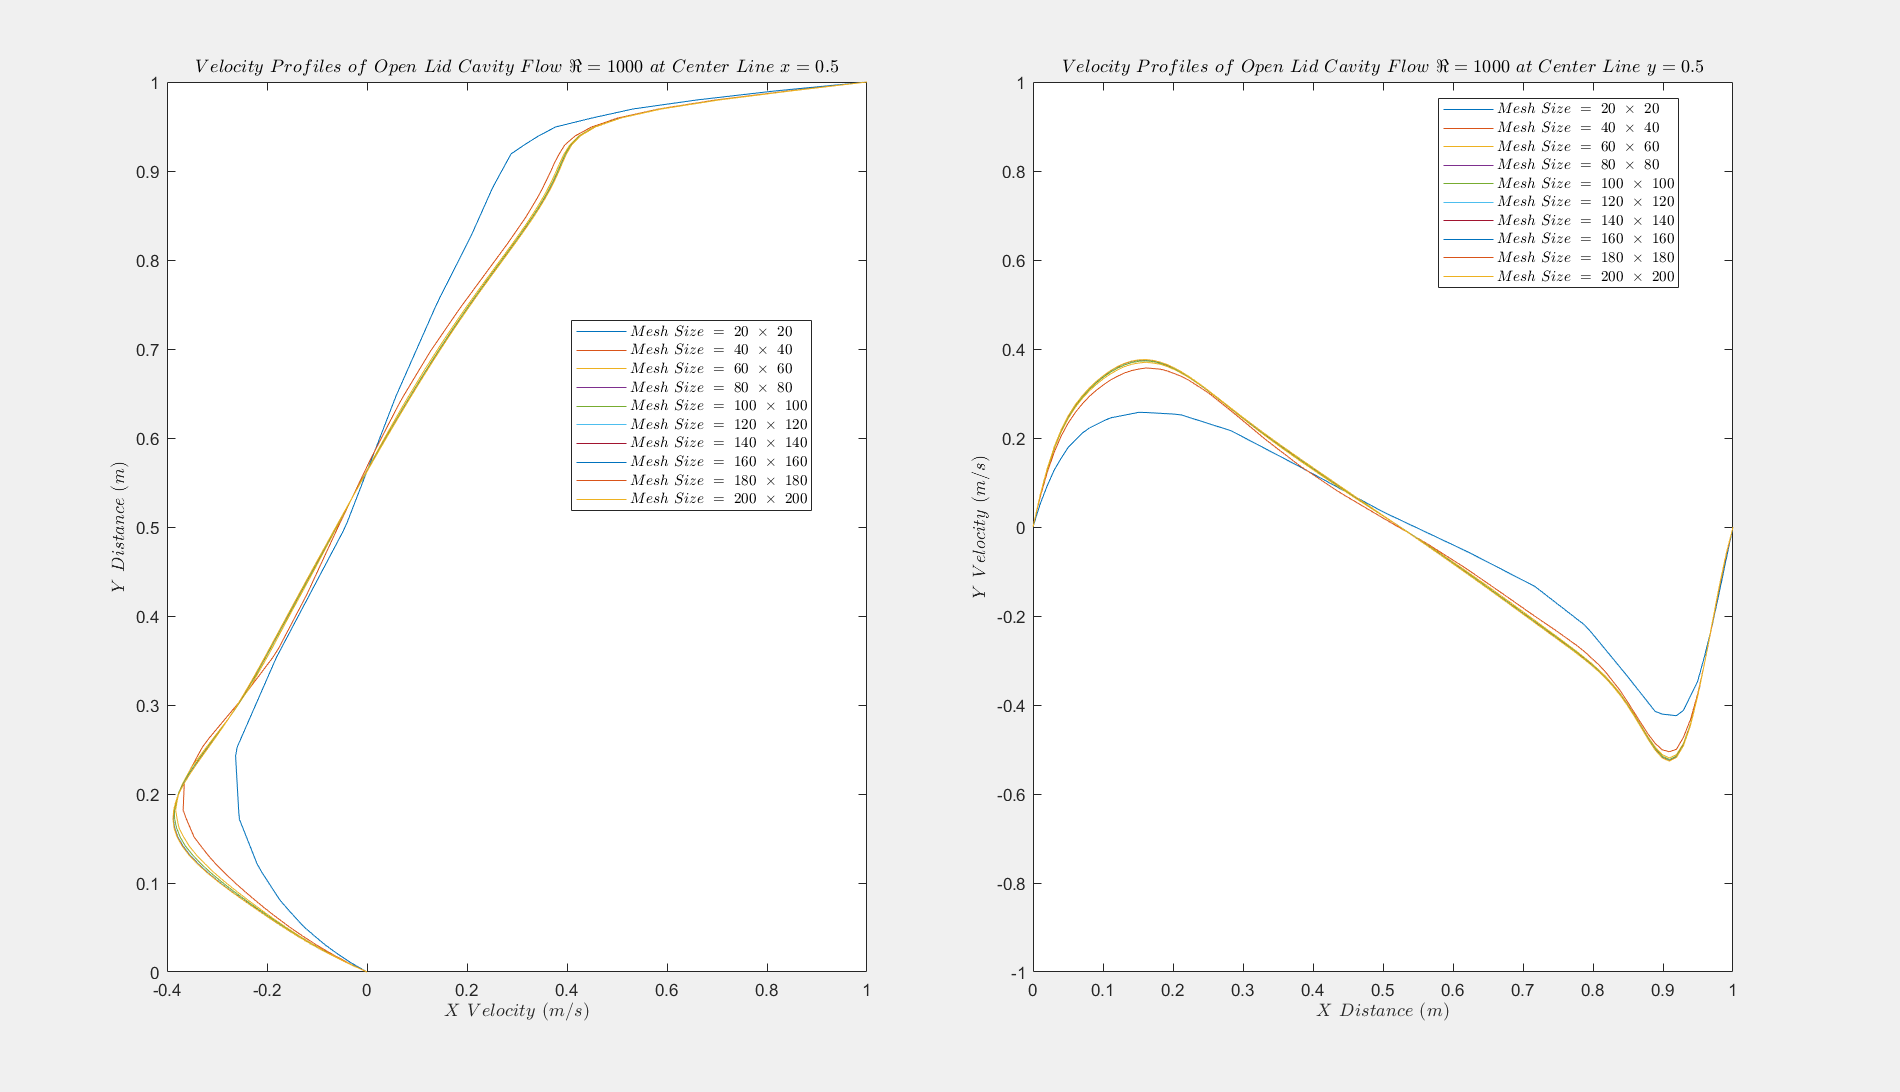 Velocity Profiles of Open Lid Cavity Flow ℜ = 1000 at Center Line x = 0.5
1
0.9
0.8
0.7
0.6
0.5
0.4
0.3
0.2
0.1
0
Y Distance (m)
Mesh Size = 20 × 20
Mesh Size = 40 × 40
Mesh Size = 60 × 60
Mesh Size = 80 × 80
Mesh Size = 100 × 100
Mesh Size = 120 × 120
Mesh Size = 140 × 140
Mesh Size = 160 × 160
Mesh Size = 180 × 180
Mesh Size = 200 × 200
-0.4 -0.2 0 0.2 0.4 0.6 0.8 1
X Velocity (m/s)
Velocity Profiles of Open Lid Cavity Flow ℜ = 1000 at Center Line y = 0.5
1
0.8
0.6
0.4
0.2
0
-0.2
-0.4
-0.6
-0.8
-1
Y Velocity (m/s)
Mesh Size = 20 × 20
Mesh Size = 40 × 40
Mesh Size = 60 × 60
Mesh Size = 80 × 80
Mesh Size = 100 × 100
Mesh Size = 120 × 120
Mesh Size = 140 × 140
Mesh Size = 160 × 160
Mesh Size = 180 × 180
Mesh Size = 200 × 200
0 0.1 0.2 0.3 0.4 0.5 0.6 0.7 0.8 0.9 1
X Distance (m)